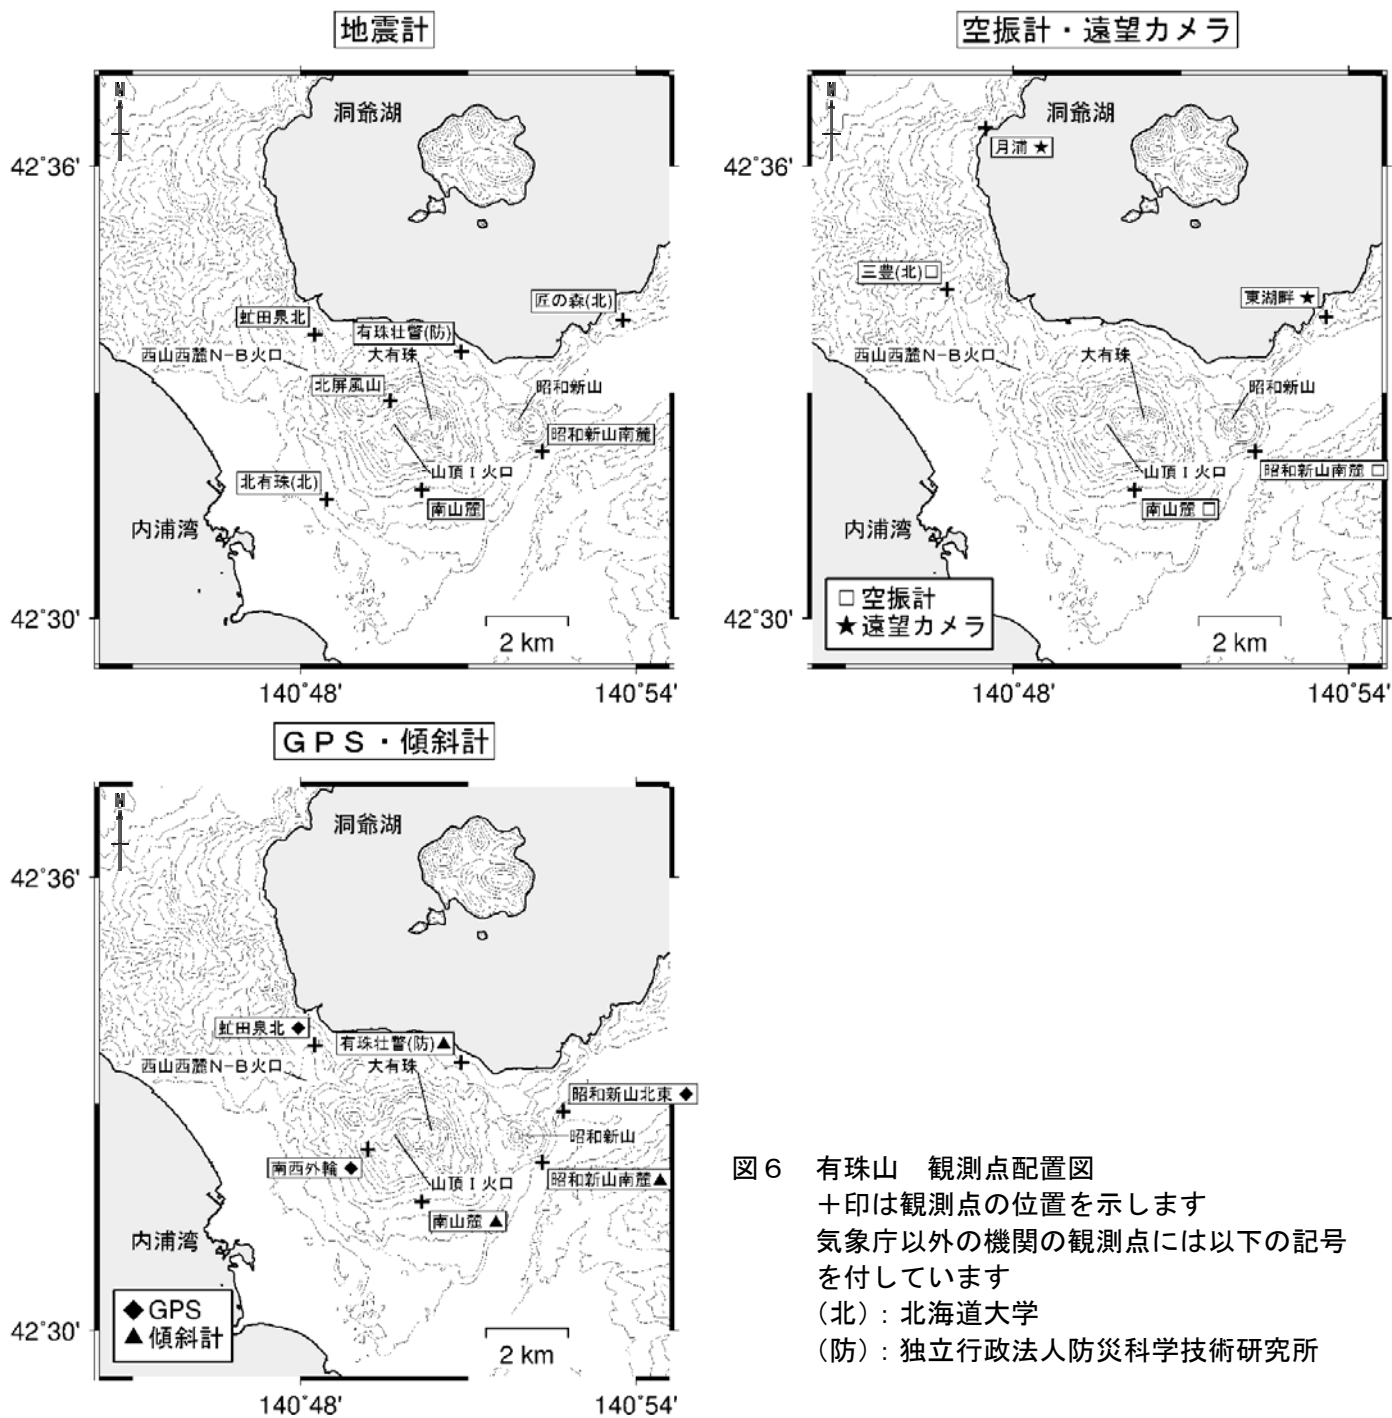 地震計
N
洞爺湖
42°36'
匠の森(北)
虻田泉北
有珠壮瞥(防)
西山西麓N-B火口
大有珠
北屏風山
昭和新山
昭和新山南麓
山頂Ｉ火口
北有珠(北)
南山麓
内浦湾
42°30'
2 km
140°48'
140°54'
空振計・遠望カメラ
N
洞爺湖
月浦 ★
42°36'
三豊(北)□
東湖畔 ★
西山西麓N-B火口
大有珠
昭和新山
山頂Ｉ火口
昭和新山南麓 □
南山麓 □
内浦湾
□ 空振計
★遠望カメラ
42°30'
2 km
140°48'
140°54'
ＧＰＳ・傾斜計
N
洞爺湖
42°36'
虻田泉北 ◆
有珠壮瞥(防)▲
西山西麓N-B火口
大有珠
昭和新山北東 ◆
昭和新山
南西外輪 ◆
山頂Ｉ火口
昭和新山南麓▲
南山麓 ▲
内浦湾
◆GPS
▲傾斜計
42°30'
2 km
140°48'
140°54'
図６　有珠山　観測点配置図
＋印は観測点の位置を示します
気象庁以外の機関の観測点には以下の記号
を付しています
（北）：北海道大学
（防）：独立行政法人防災科学技術研究所